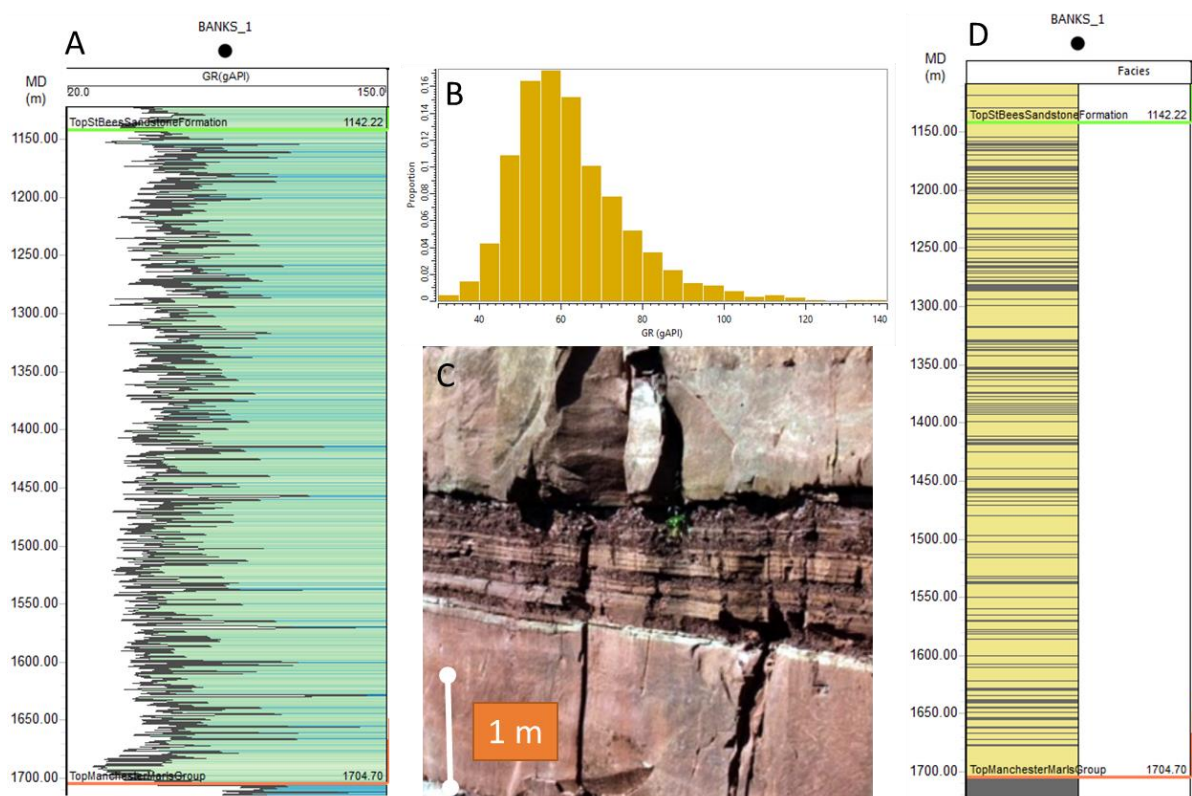 A
BANKS_1
MD
(m)
GR(gAPI)
20.0 150.0
TopStBeesSandstoneFormation 1142.22
1150.00
1200.00
1250.00
1300.00
1350.00
1400.00
1450.00
1500.00
1550.00
1600.00
1650.00
TopManchesterMarlsGroup 1704.70
1700.00
B
Proportion
0 0.02 0.04 0.06 0.08 0.1 0.11 0.13 0.16
40 60 80 100 120 140
GR (gAPI)
C
1 m
D
BANKS_1
MD
(m)
Facies
TopStBeesSandstoneFormation 1142.22
1150.00
1200.00
1250.00
1300.00
1350.00
1400.00
1450.00
1500.00
1550.00
1600.00
1650.00
TopManchesterMarlsGroup 1704.70
1700.00